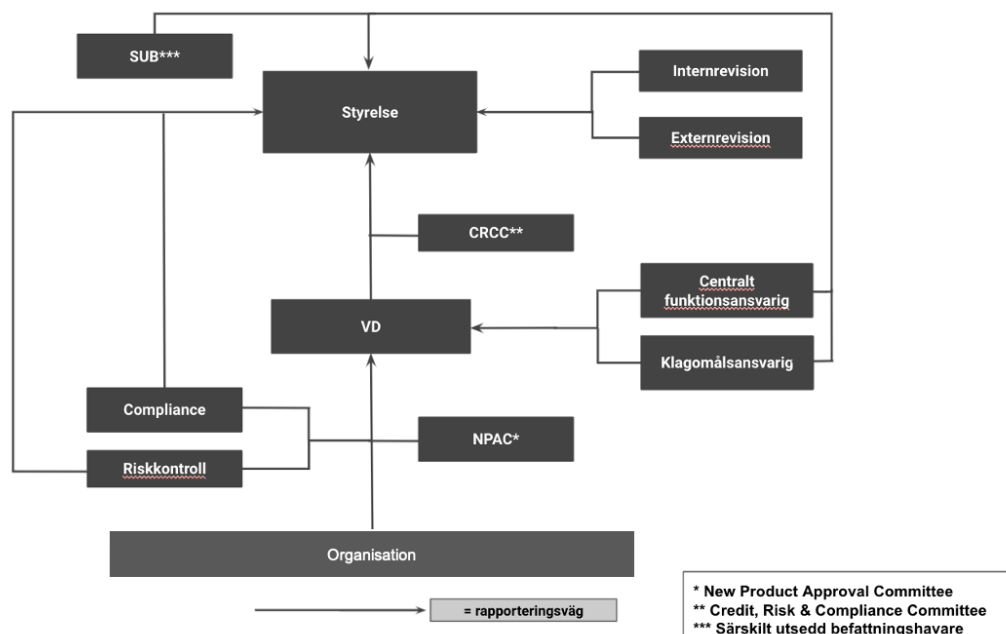 SUB***
Styrelse
Internrevision
Externrevision
CRCC**
Centralt
funktionsansvarig
VD
Klagomålsansvarig
Compliance
NPAC*
Riskkontroll
Organisation
= rapporteringsväg
* New Product Approval Committee
** Credit, Risk & Compliance Committee
*** Särskilt utsedd befattningshavare